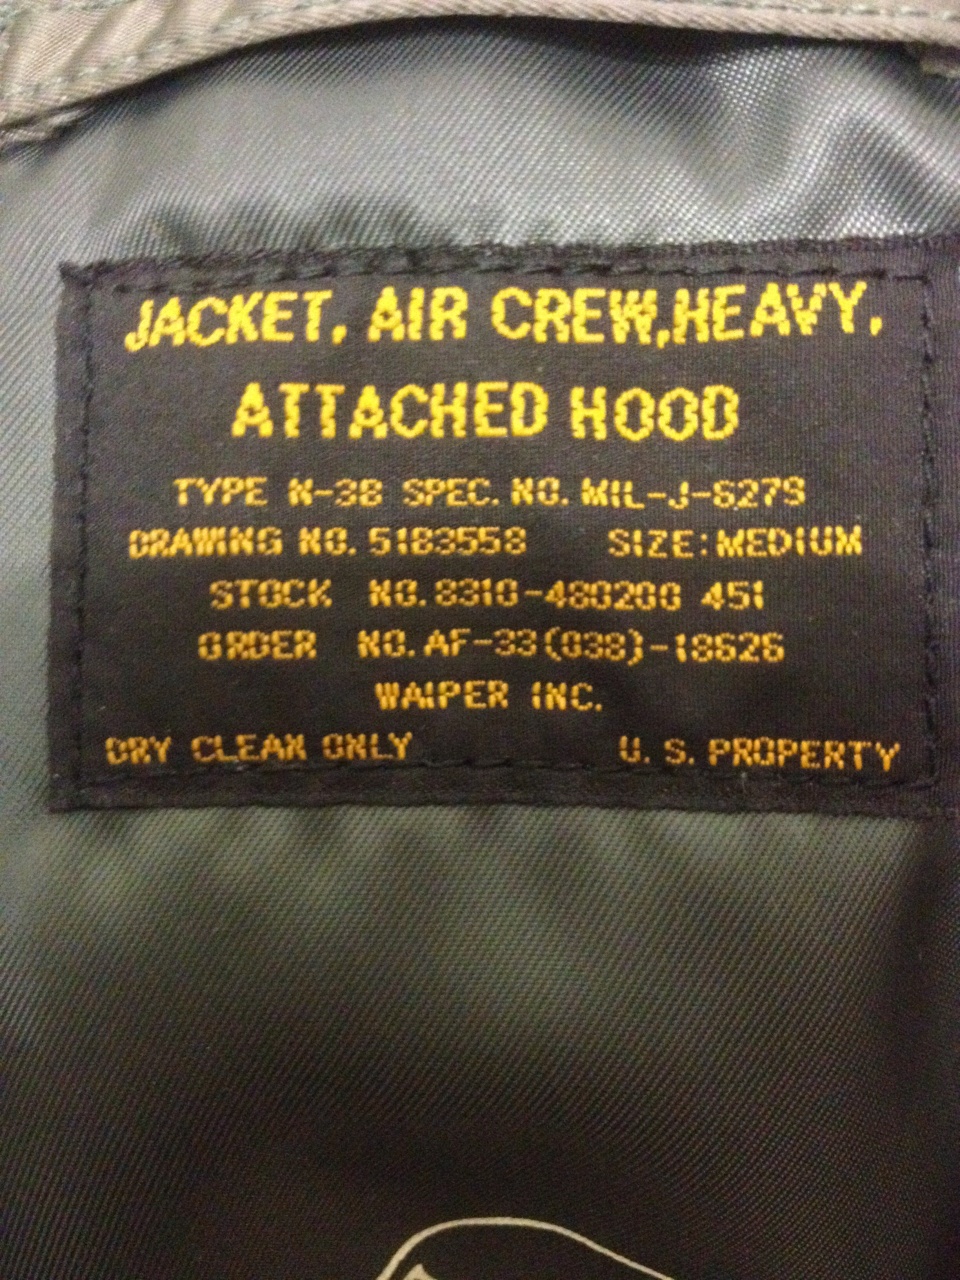 JACKET, AIR CREW,HEAVY,
ATTACHED HOOD
TYPE N-3B SPEC. NO. MIL-J-6279
DRAWING NO. 51B3558 SIZE:MEDIUM
STOCK NO. 8310-480200 451
ORDER NO. AF-33(038)-18626
WAIPER INC.
DRY CLEAN ONLY U. S. PROPERTY